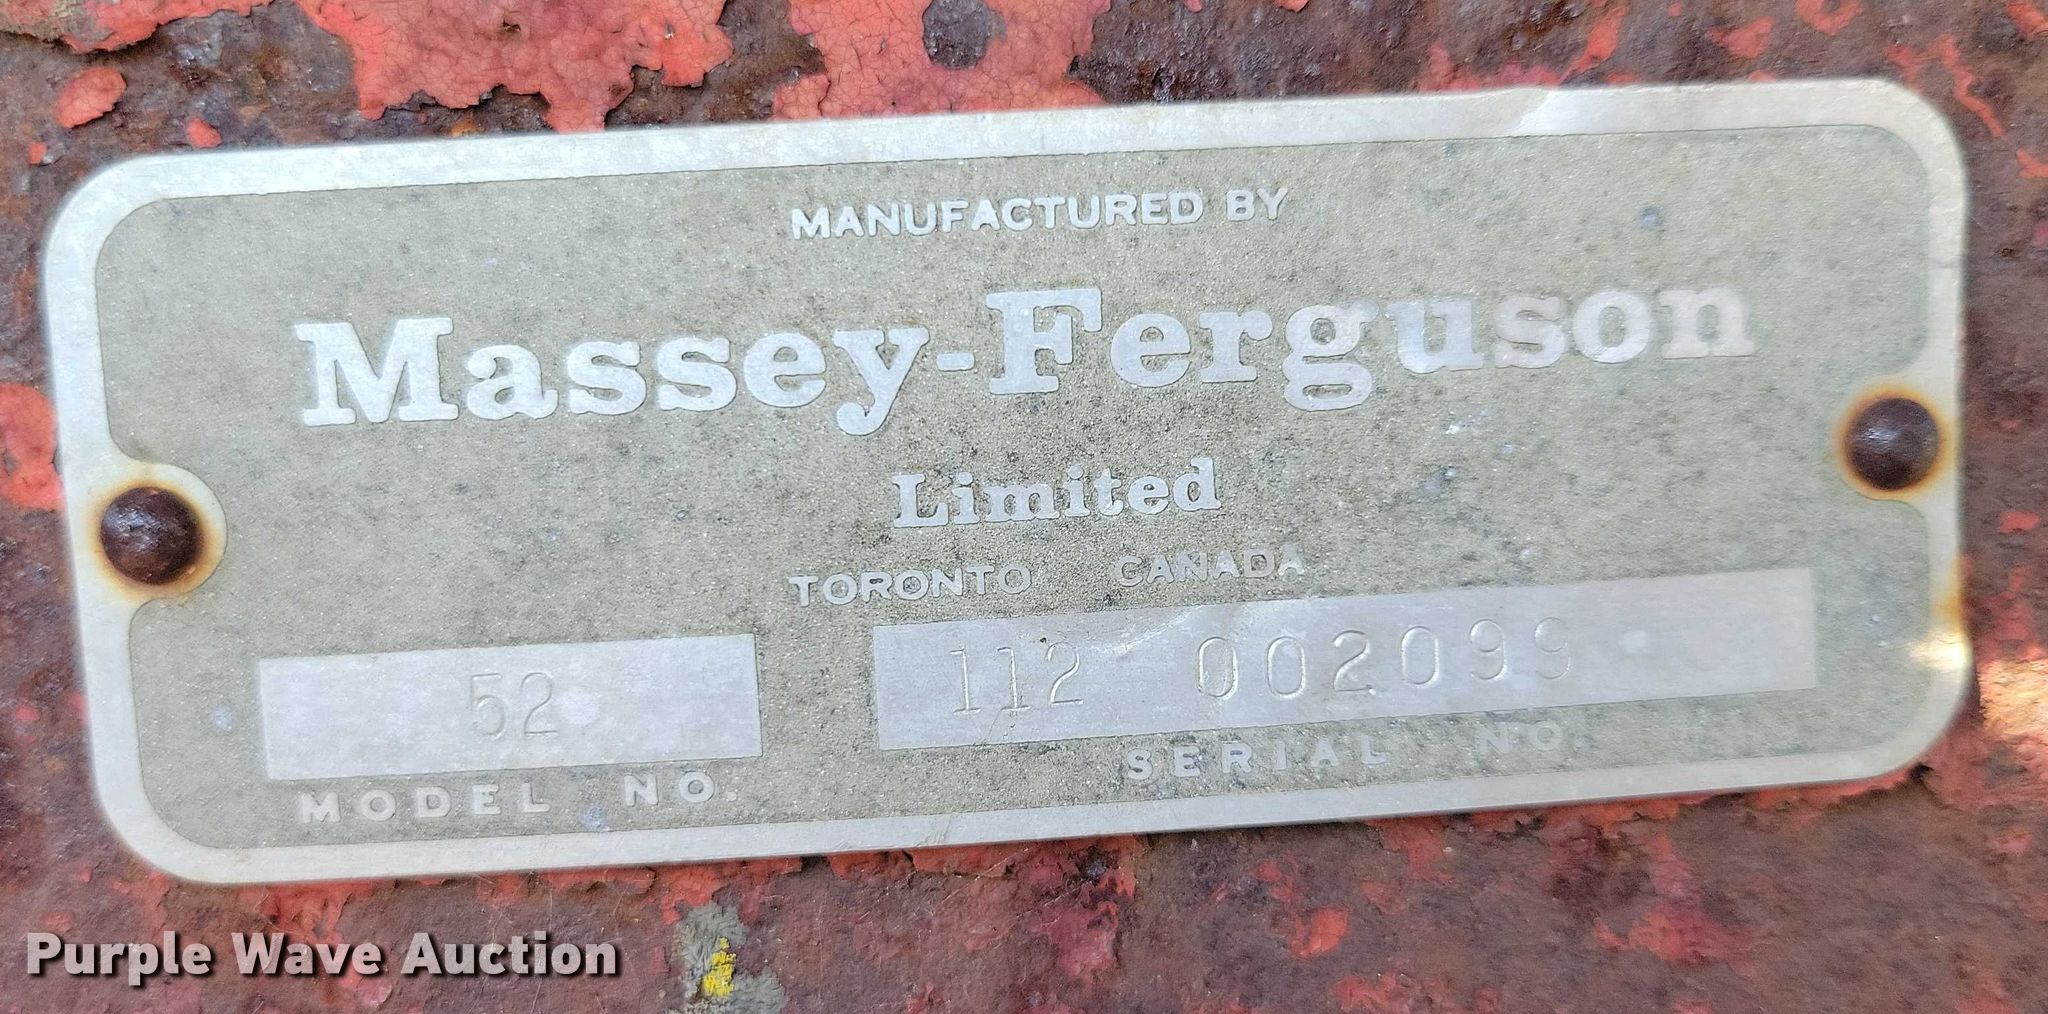 MANUFACTURED BY
Massey-Ferguson
Limited
TORONTO CANADA
52 112 002099
MODEL NO. SERIAL NO.
Purple Wave Auction